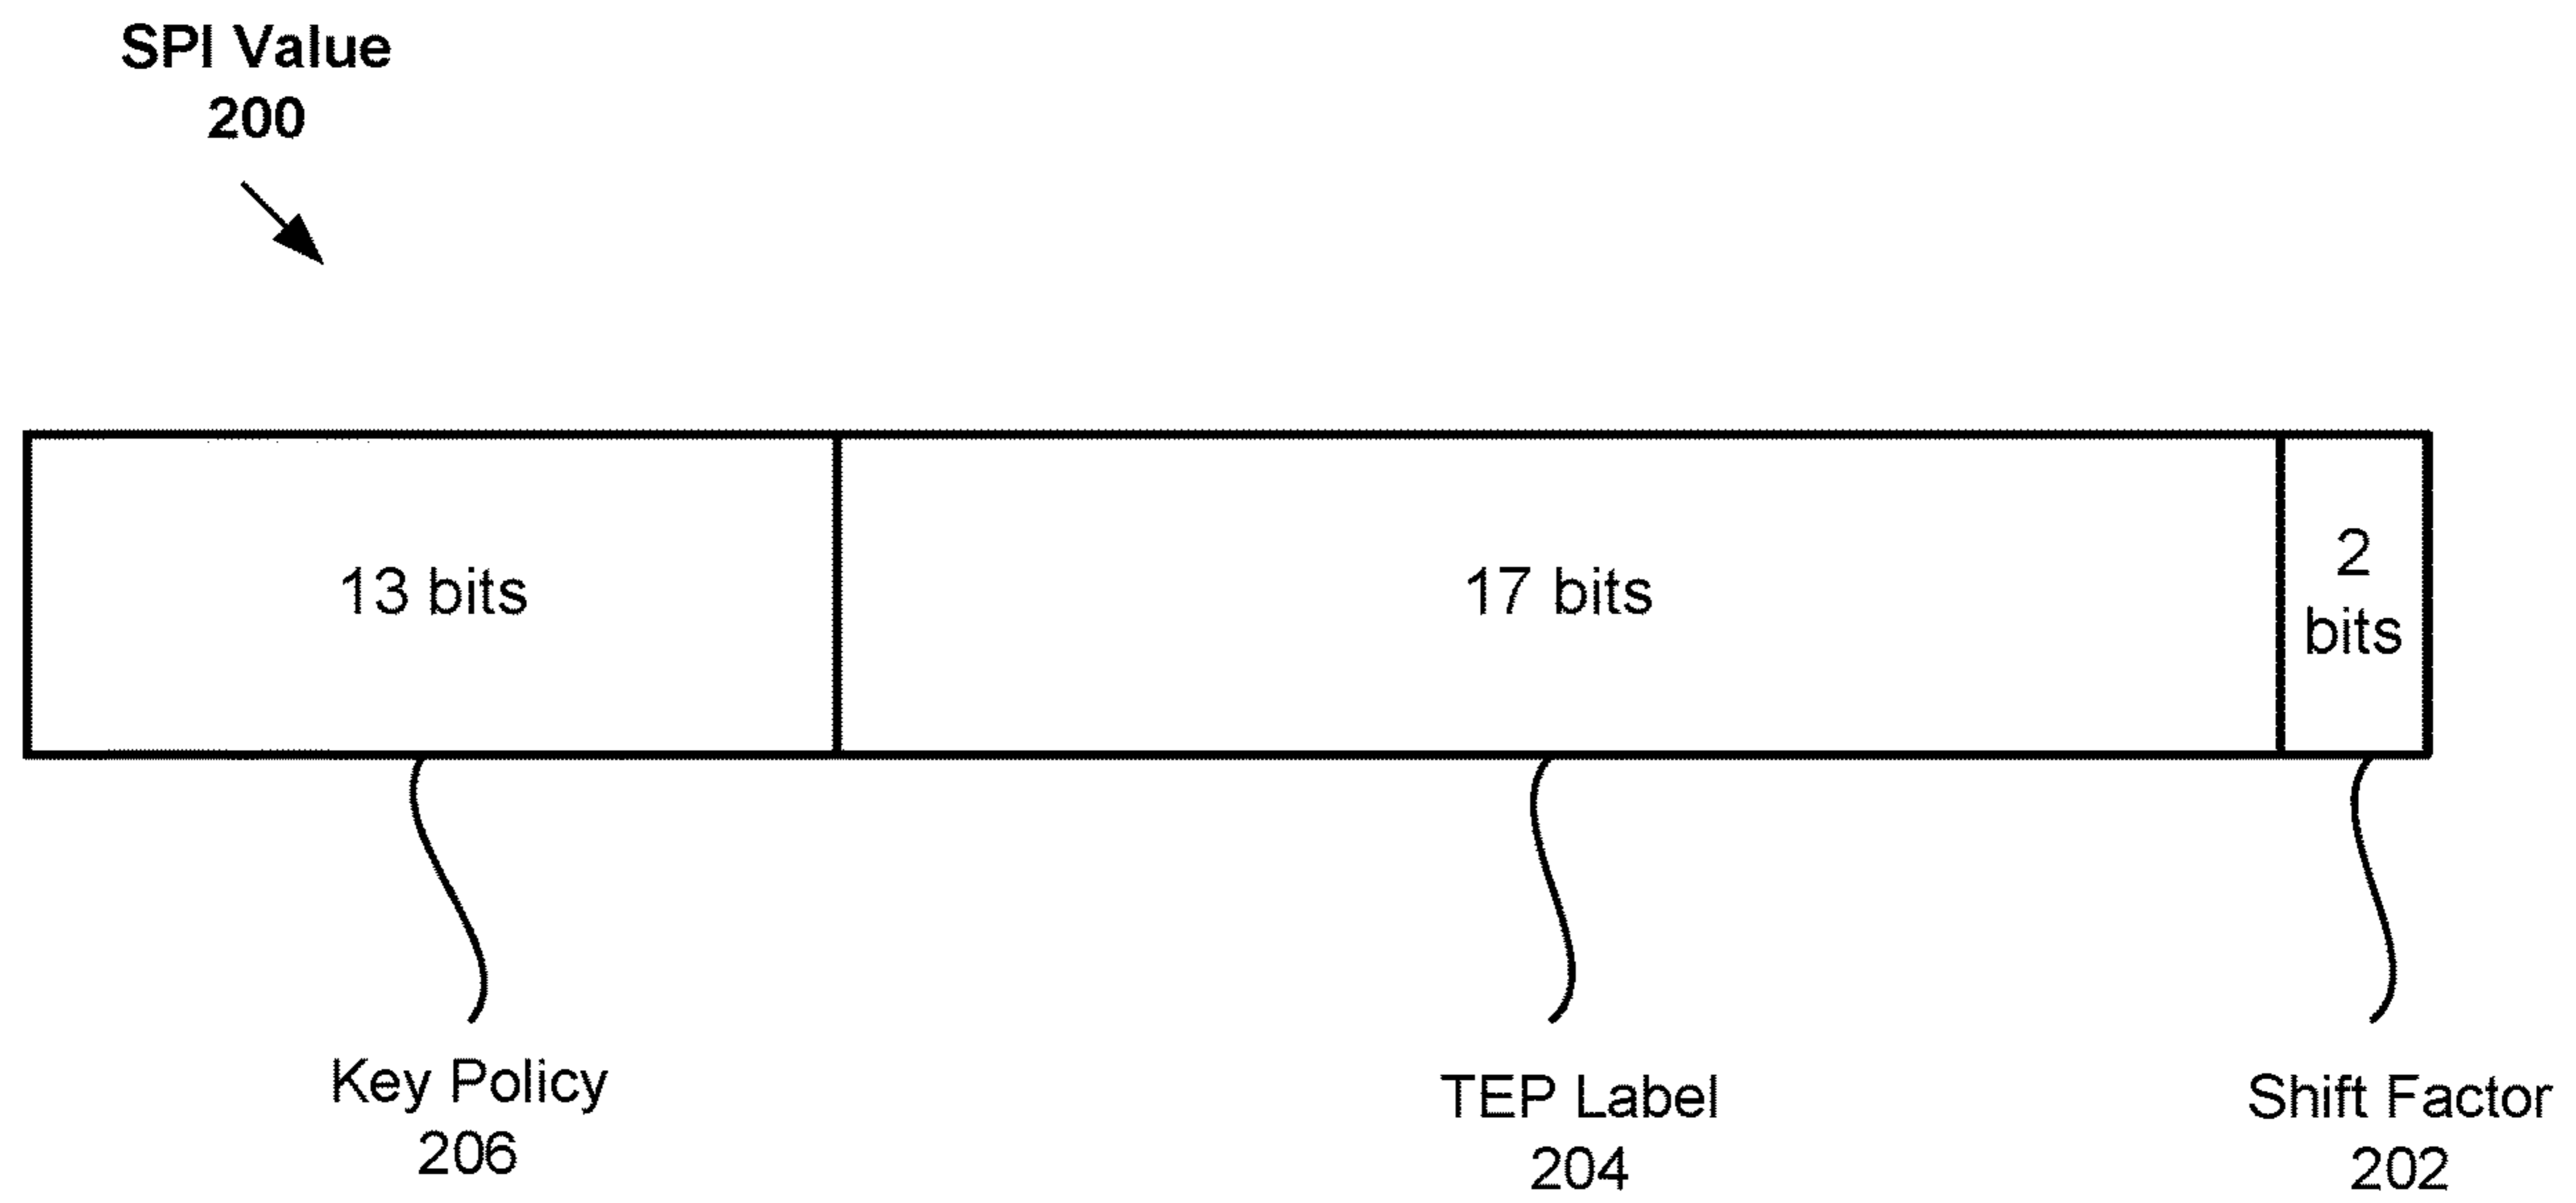 SPI Value
200
13 bits
17 bits
2
bits
Key Policy
206
TEP Label
204
Shift Factor
202